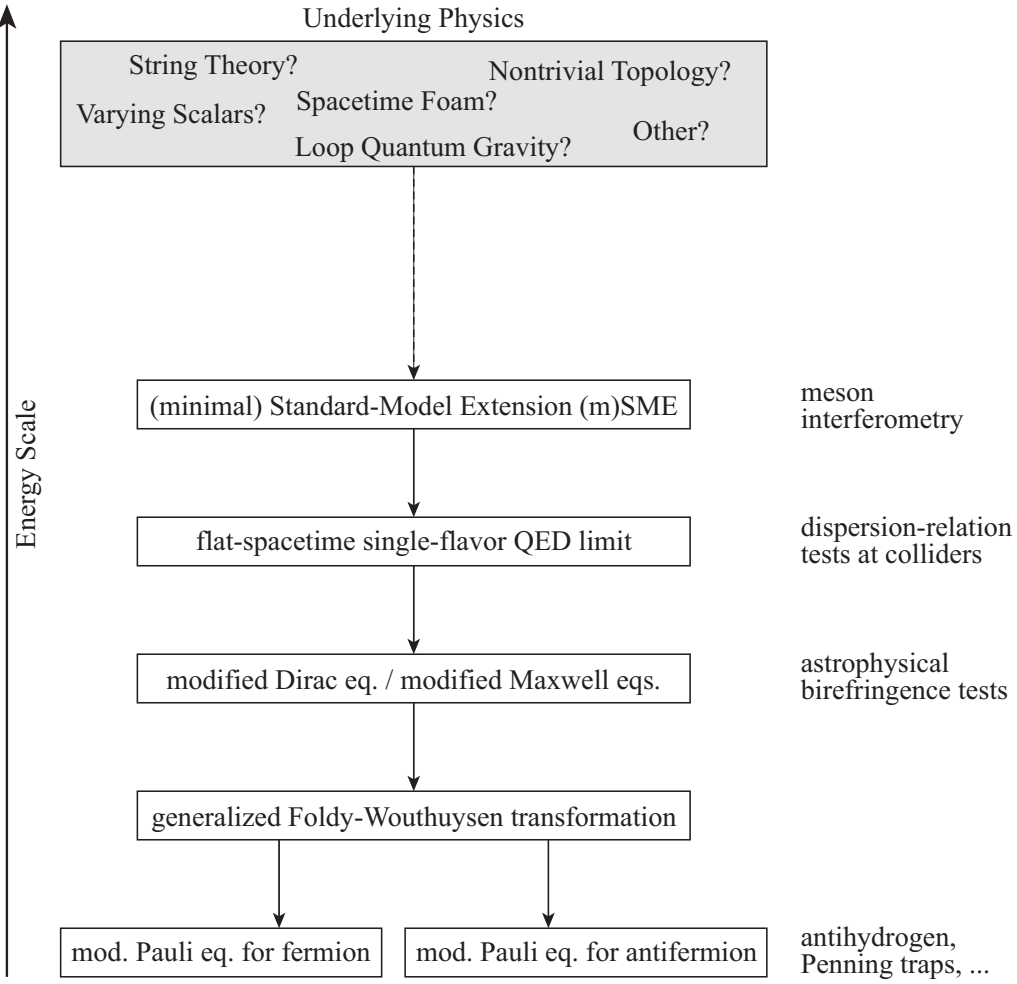 Underlying Physics
String Theory?
Nontrivial Topology?
Varying Scalars?
Spacetime Foam?
Other?
Loop Quantum Gravity?
Energy Scale
(minimal) Standard-Model Extension (m)SME
meson
interferometry
flat-spacetime single-flavor QED limit
dispersion-relation
tests at colliders
modified Dirac eq. / modified Maxwell eqs.
astrophysical
birefringence tests
generalized Foldy-Wouthuysen transformation
mod. Pauli eq. for fermion
mod. Pauli eq. for antifermion
antihydrogen,
Penning traps, ...